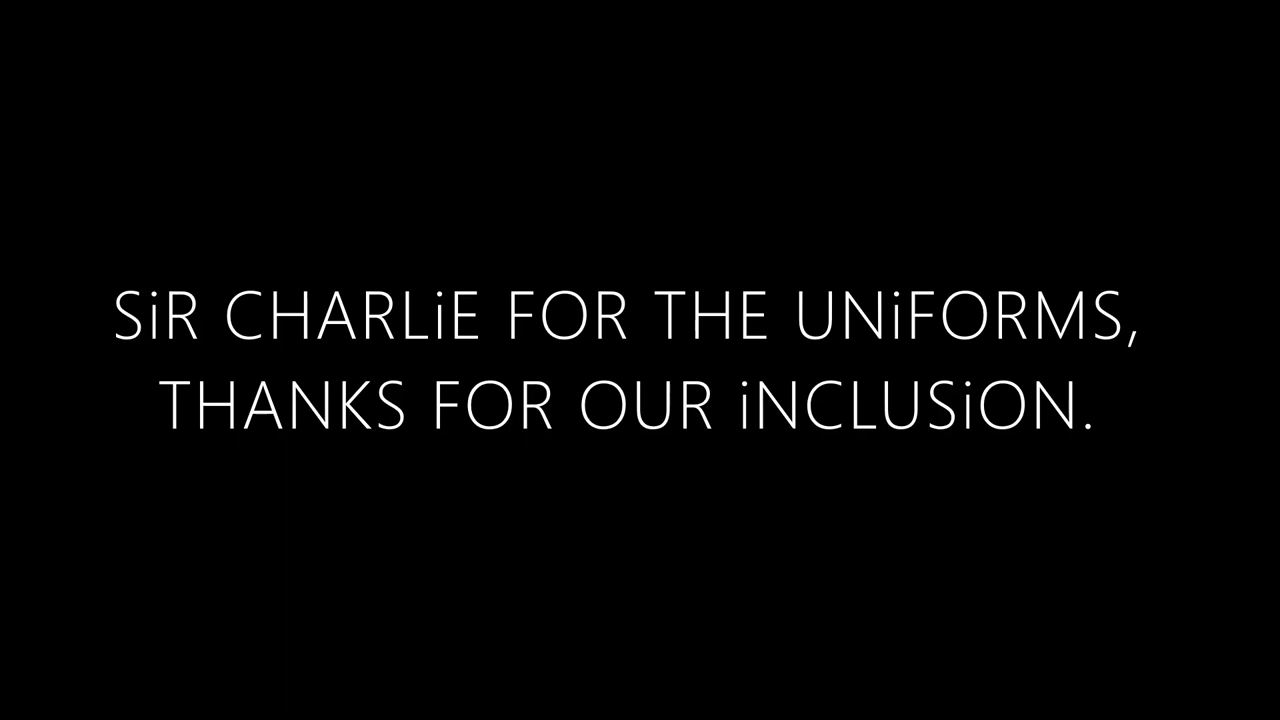 SiR CHARLiE FOR THE UNiFORMS,
THANKS FOR OUR iNCLUSiON.